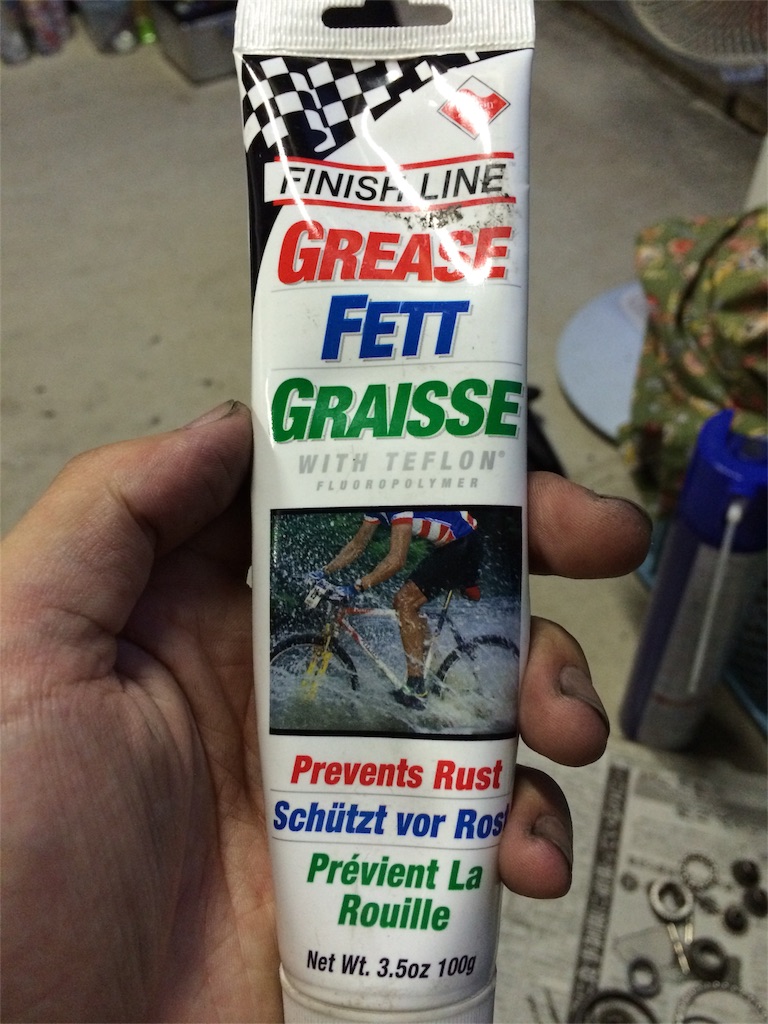 FINISH LINE
GREASE
FETT
GRAISSE
WITH TEFLON®
FLUOROPOLYMER
Prevents Rust
Schützt vor Rost
Prévient La
Rouille
Net Wt. 3.5oz 100g